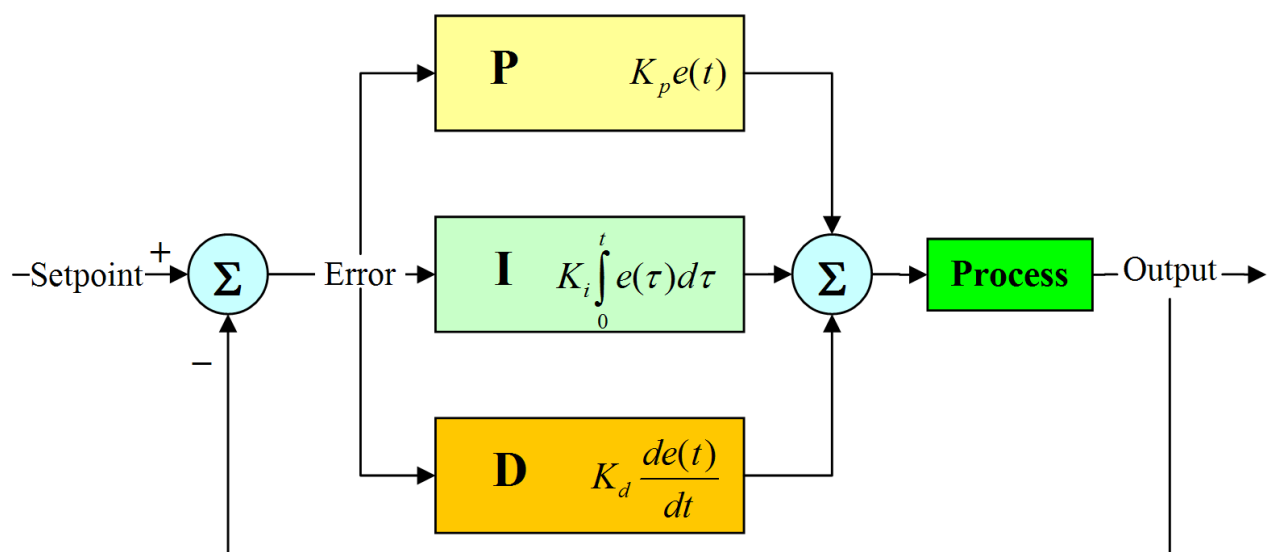 P K_p e(t)
+
–Setpoint Σ Error I K_i ∫_0^t e(τ)dτ Σ Process Output
−
D K_d de(t)/dt